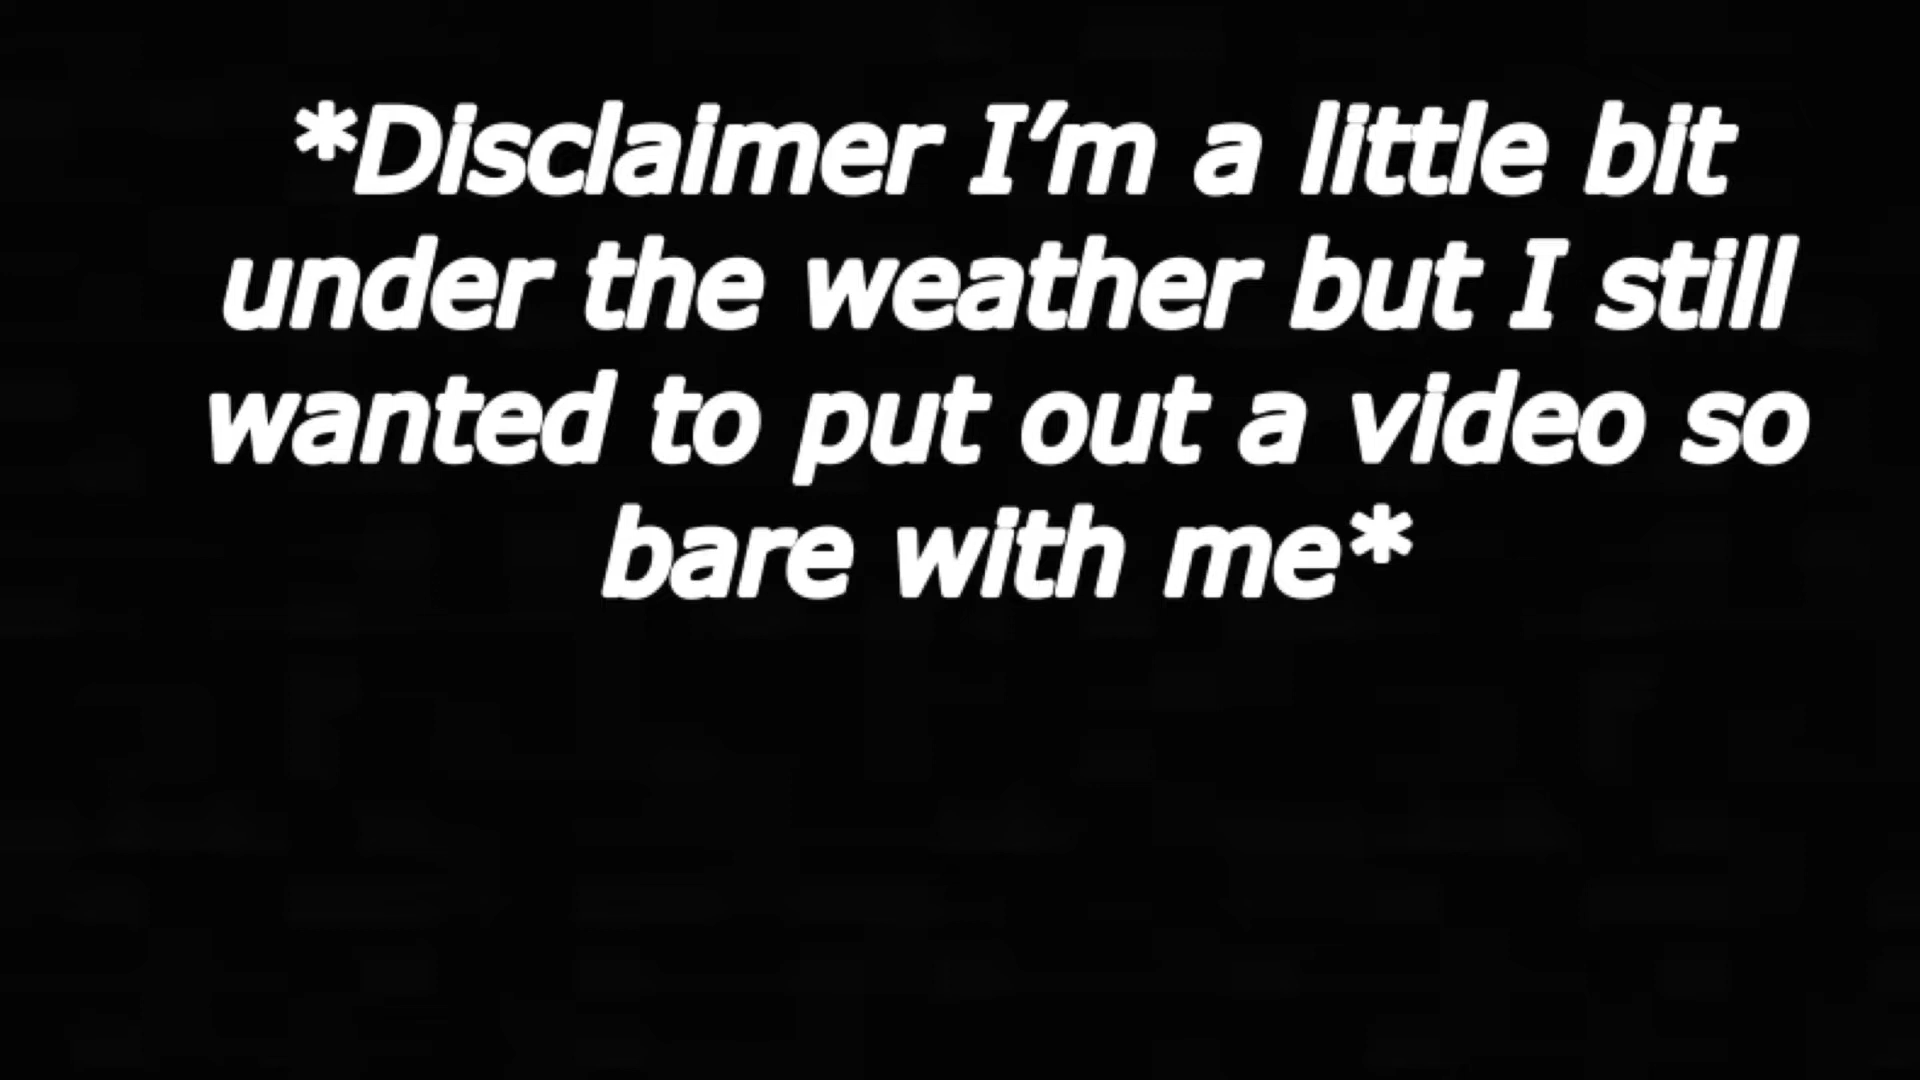 *Disclaimer I’m a little bit
under the weather but I still
wanted to put out a video so
bare with me*